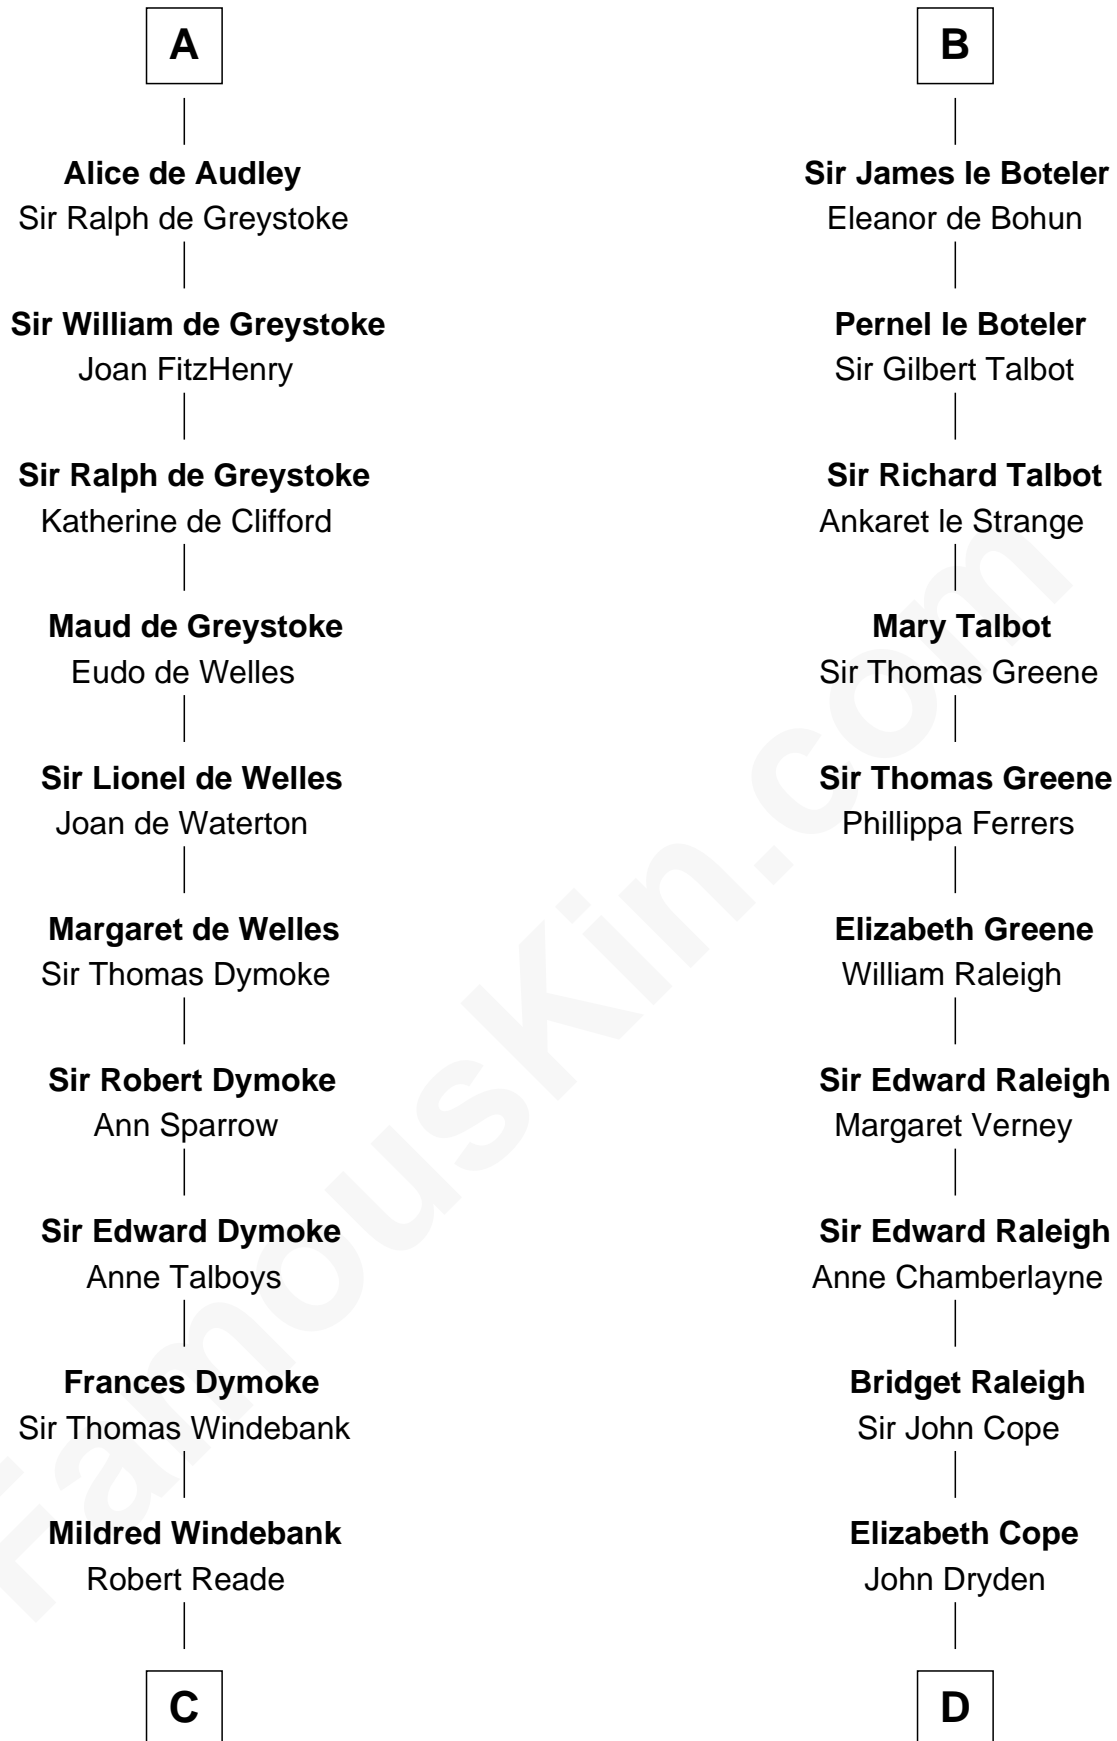 A
Alice de Audley
Sir Ralph de Greystoke
Sir William de Greystoke
Joan FitzHenry
Sir Ralph de Greystoke
Katherine de Clifford
Maud de Greystoke
Eudo de Welles
Sir Lionel de Welles
Joan de Waterton
Margaret de Welles
Sir Thomas Dymoke
Sir Robert Dymoke
Ann Sparrow
Sir Edward Dymoke
Anne Talboys
Frances Dymoke
Sir Thomas Windebank
Mildred Windebank
Robert Reade
C
B
Sir James le Boteler
Eleanor de Bohun
Pernel le Boteler
Sir Gilbert Talbot
Sir Richard Talbot
Ankaret le Strange
Mary Talbot
Sir Thomas Greene
Sir Thomas Greene
Phillippa Ferrers
Elizabeth Greene
William Raleigh
Sir Edward Raleigh
Margaret Verney
Sir Edward Raleigh
Anne Chamberlayne
Bridget Raleigh
Sir John Cope
Elizabeth Cope
John Dryden
D
FamousKin.com